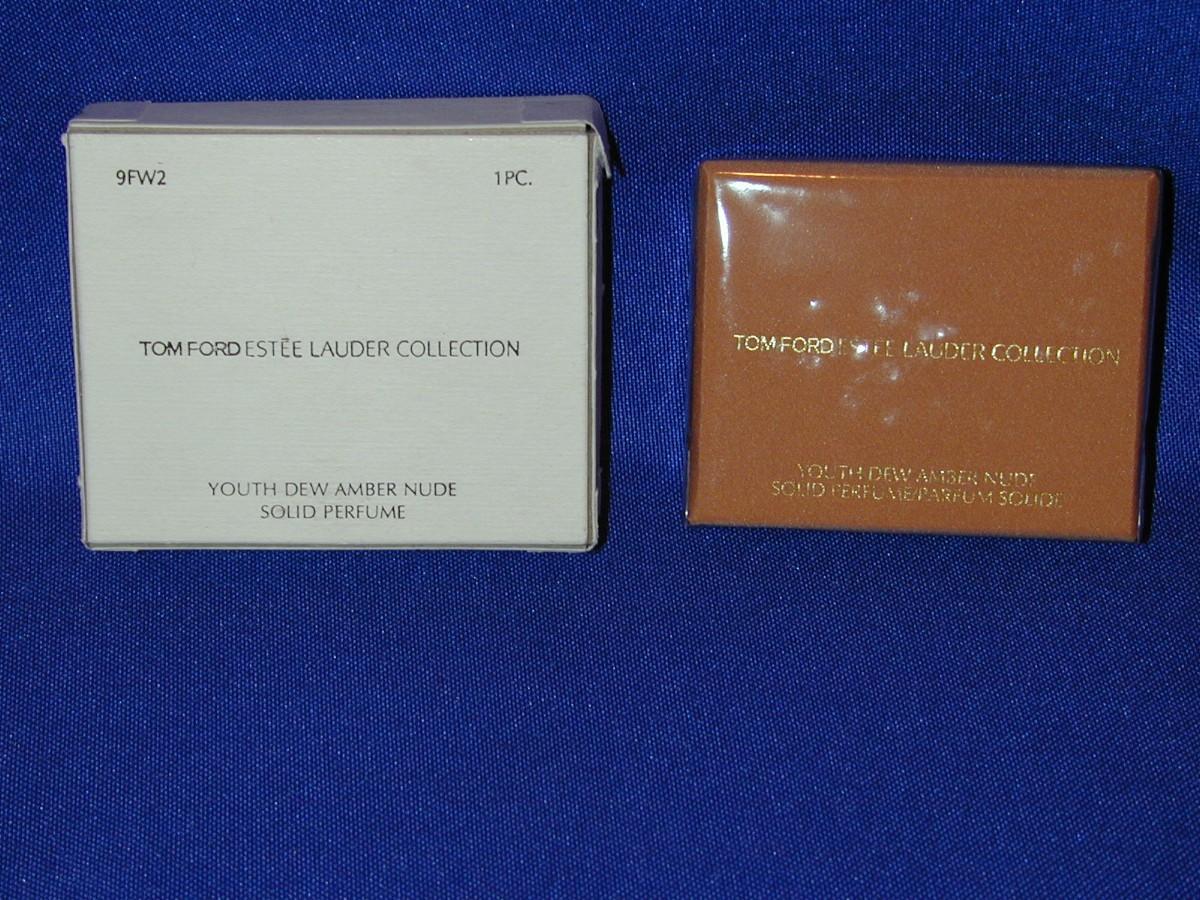 9FW2 1PC.
TOM FORD ESTĒE LAUDER COLLECTION
YOUTH DEW AMBER NUDE
SOLID PERFUME
TOM FORD ESTĒE LAUDER COLLECTION
YOUTH DEW AMBER NUDE
SOLID PERFUME/PARFUM SOLIDE